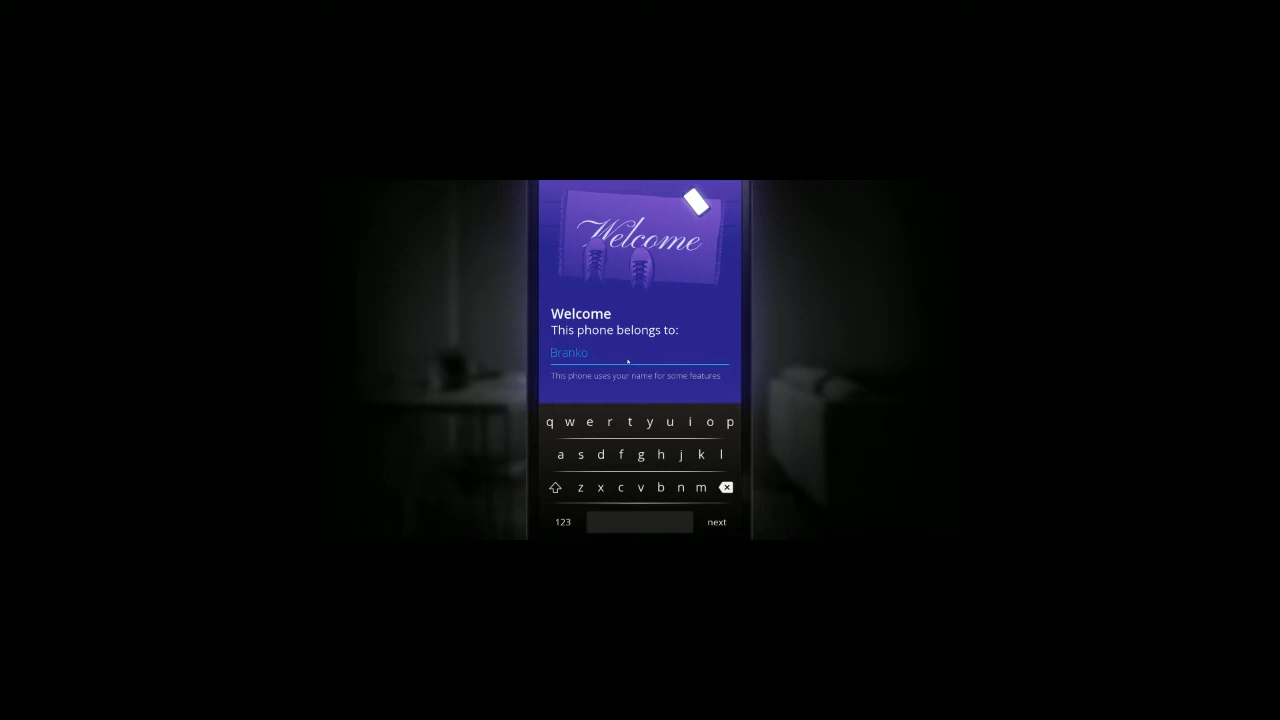 Welcome
Welcome
This phone belongs to:
Branko
This phone uses your name for some features
q w e r t y u i o p
a s d f g h j k l
z x c v b n m
123 next